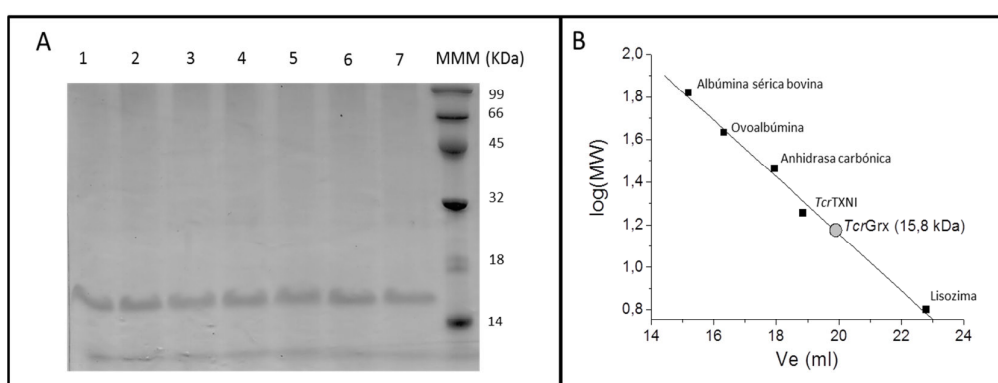 A
1 2 3 4 5 6 7 MMM (KDa)
99
66
45
32
18
14
B
2,0
1,8
1,6
1,4
1,2
1,0
0,8
log(MW)
Albúmina sérica bovina
Ovoalbúmina
Anhidrasa carbónica
TcrTXNI
TcrGrx (15,8 kDa)
Lisozima
14 16 18 20 22 24
Ve (ml)